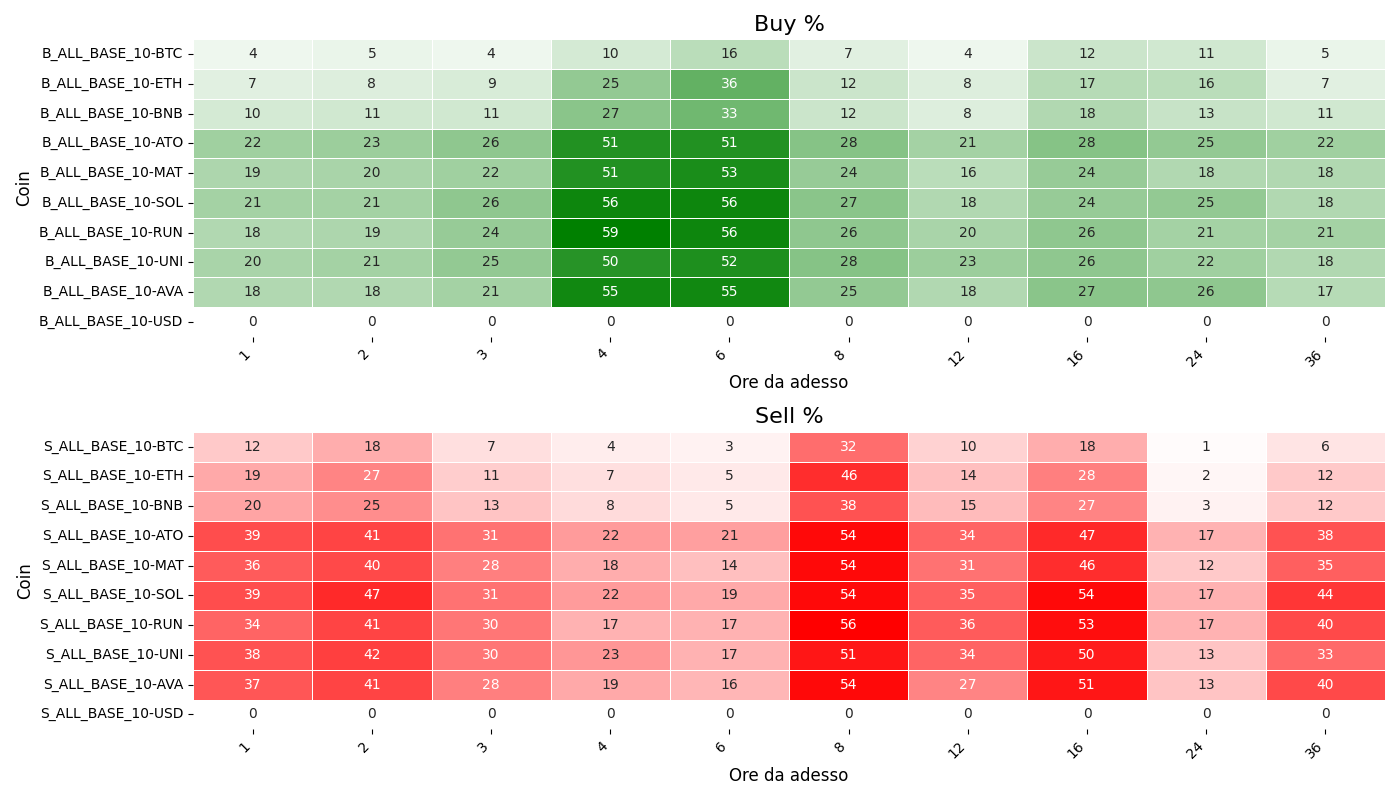 Buy %
Coin
B_ALL_BASE_10-BTC 4 5 4 10 16 7 4 12 11 5
B_ALL_BASE_10-ETH 7 8 9 25 36 12 8 17 16 7
B_ALL_BASE_10-BNB 10 11 11 27 33 12 8 18 13 11
B_ALL_BASE_10-ATO 22 23 26 51 51 28 21 28 25 22
B_ALL_BASE_10-MAT 19 20 22 51 53 24 16 24 18 18
B_ALL_BASE_10-SOL 21 21 26 56 56 27 18 24 25 18
B_ALL_BASE_10-RUN 18 19 24 59 56 26 20 26 21 21
B_ALL_BASE_10-UNI 20 21 25 50 52 28 23 26 22 18
B_ALL_BASE_10-AVA 18 18 21 55 55 25 18 27 26 17
B_ALL_BASE_10-USD 0 0 0 0 0 0 0 0 0 0
1 2 3 4 6 8 12 16 24 36
Ore da adesso
Sell %
Coin
S_ALL_BASE_10-BTC 12 18 7 4 3 32 10 18 1 6
S_ALL_BASE_10-ETH 19 27 11 7 5 46 14 28 2 12
S_ALL_BASE_10-BNB 20 25 13 8 5 38 15 27 3 12
S_ALL_BASE_10-ATO 39 41 31 22 21 54 34 47 17 38
S_ALL_BASE_10-MAT 36 40 28 18 14 54 31 46 12 35
S_ALL_BASE_10-SOL 39 47 31 22 19 54 35 54 17 44
S_ALL_BASE_10-RUN 34 41 30 17 17 56 36 53 17 40
S_ALL_BASE_10-UNI 38 42 30 23 17 51 34 50 13 33
S_ALL_BASE_10-AVA 37 41 28 19 16 54 27 51 13 40
S_ALL_BASE_10-USD 0 0 0 0 0 0 0 0 0 0
1 2 3 4 6 8 12 16 24 36
Ore da adesso